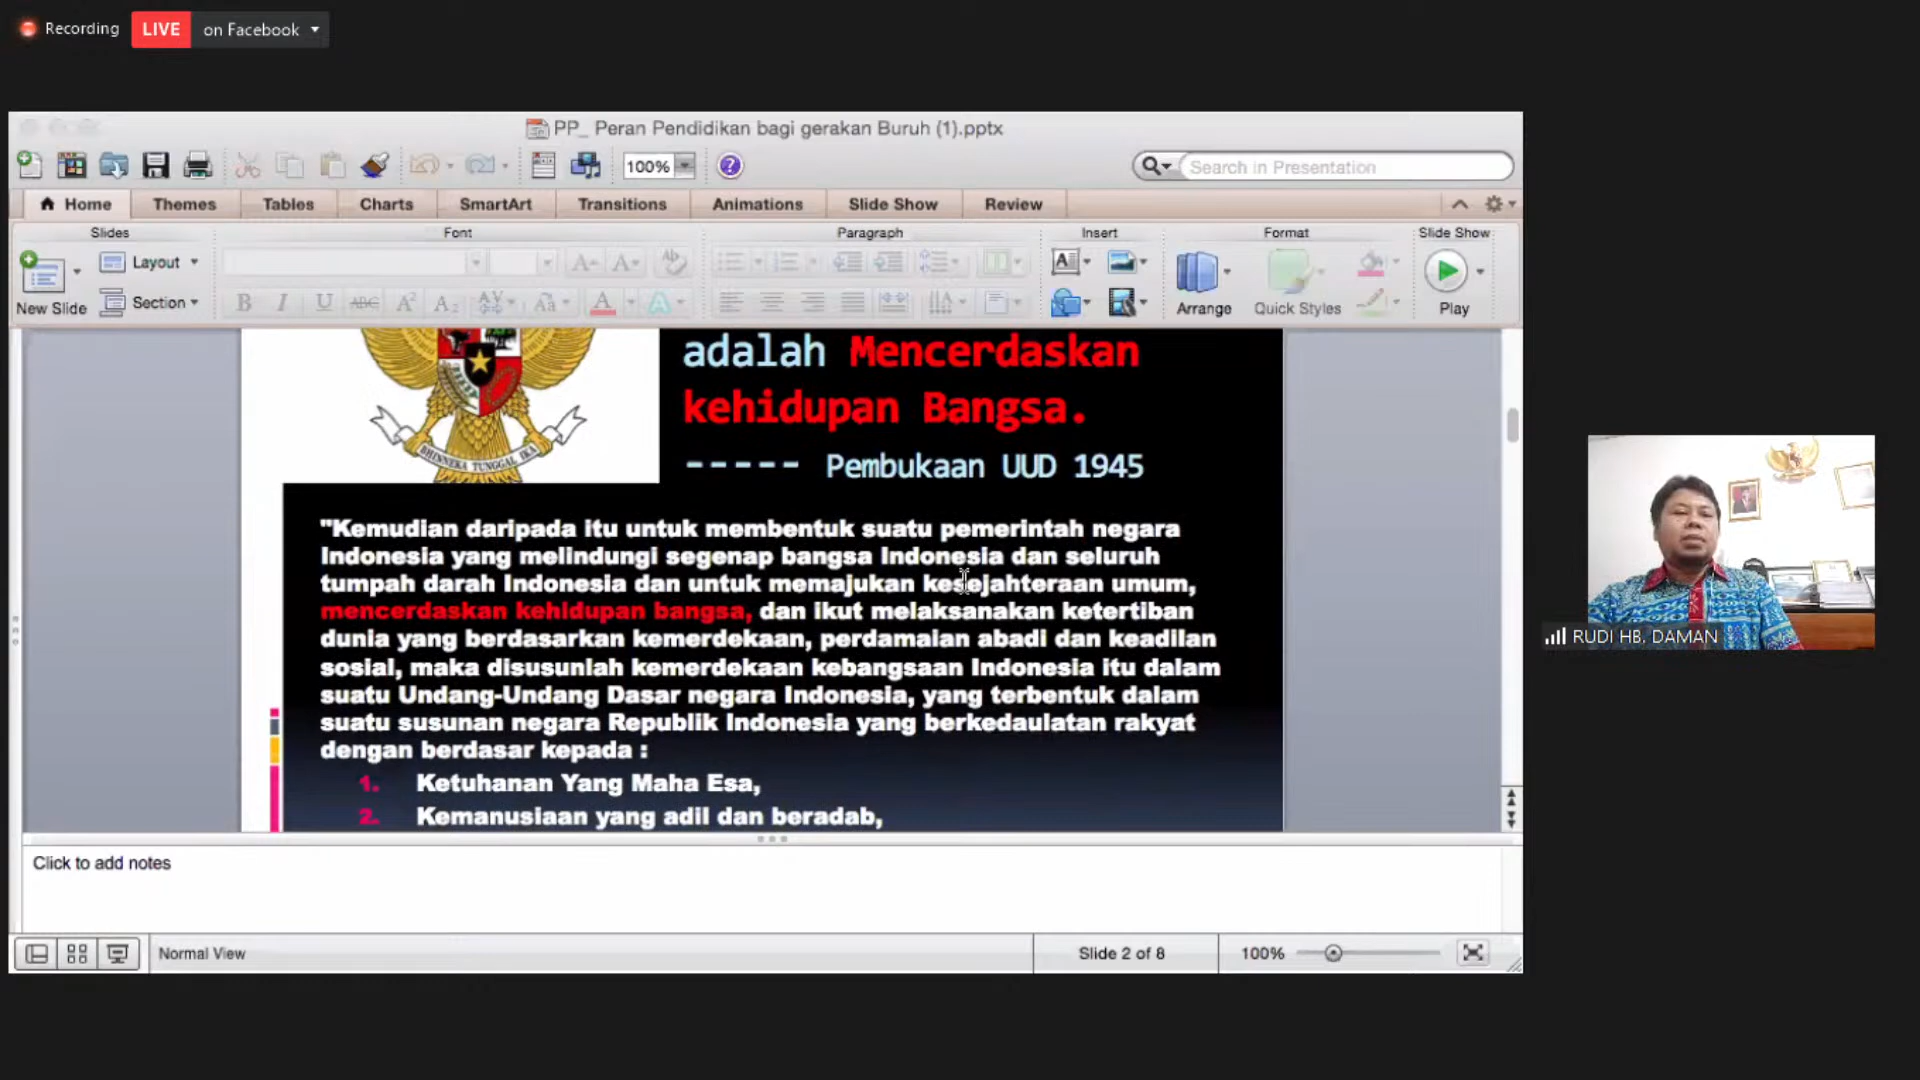 Recording
LIVE on Facebook
PP_ Peran Pendidikan bagi gerakan Buruh (1).pptx
100%
Search in Presentation
Home Themes Tables Charts SmartArt Transitions Animations Slide Show Review
Slides Font Paragraph Insert Format Slide Show
New Slide
Layout
Section
Arrange
Quick Styles
Play
BHINNEKA TUNGGAL IKA
adalah Mencerdaskan
kehidupan Bangsa.
----- Pembukaan UUD 1945
"Kemudian daripada itu untuk membentuk suatu pemerintah negara
Indonesia yang melindungi segenap bangsa Indonesia dan seluruh
tumpah darah Indonesia dan untuk memajukan kesejahteraan umum,
mencerdaskan kehidupan bangsa, dan ikut melaksanakan ketertiban
dunia yang berdasarkan kemerdekaan, perdamaian abadi dan keadilan
sosial, maka disusunlah kemerdekaan kebangsaan Indonesia itu dalam
suatu Undang-Undang Dasar negara Indonesia, yang terbentuk dalam
suatu susunan negara Republik Indonesia yang berkedaulatan rakyat
dengan berdasar kepada :
1. Ketuhanan Yang Maha Esa,
2. Kemanusiaan yang adil dan beradab,
Click to add notes
Normal View
Slide 2 of 8
100%
RUDI HB, DAMAN